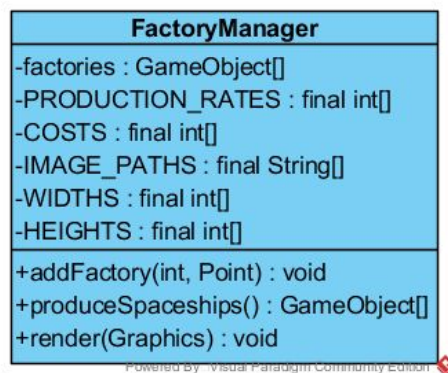 FactoryManager
-factories : GameObject[]
-PRODUCTION_RATES : final int[]
-COSTS : final int[]
-IMAGE_PATHS : final String[]
-WIDTHS : final int[]
-HEIGHTS : final int[]
+addFactory(int, Point) : void
+produceSpaceships() : GameObject[]
+render(Graphics) : void
Powered By Visual Paradigm Community Edition